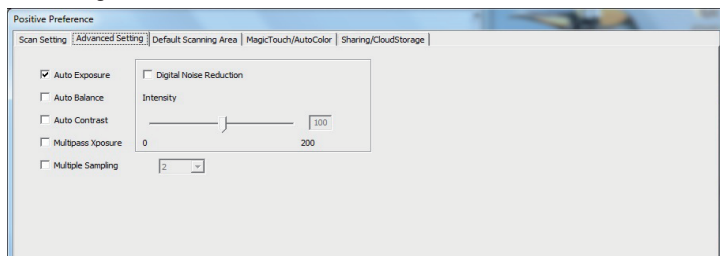 Positive Preference
Scan Setting Advanced Setting Default Scanning Area MagicTouch/AutoColor Sharing/CloudStorage
Auto Exposure Digital Noise Reduction
Auto Balance Intensity
Auto Contrast 100
Multipass Xposure 0 200
Multiple Sampling 2